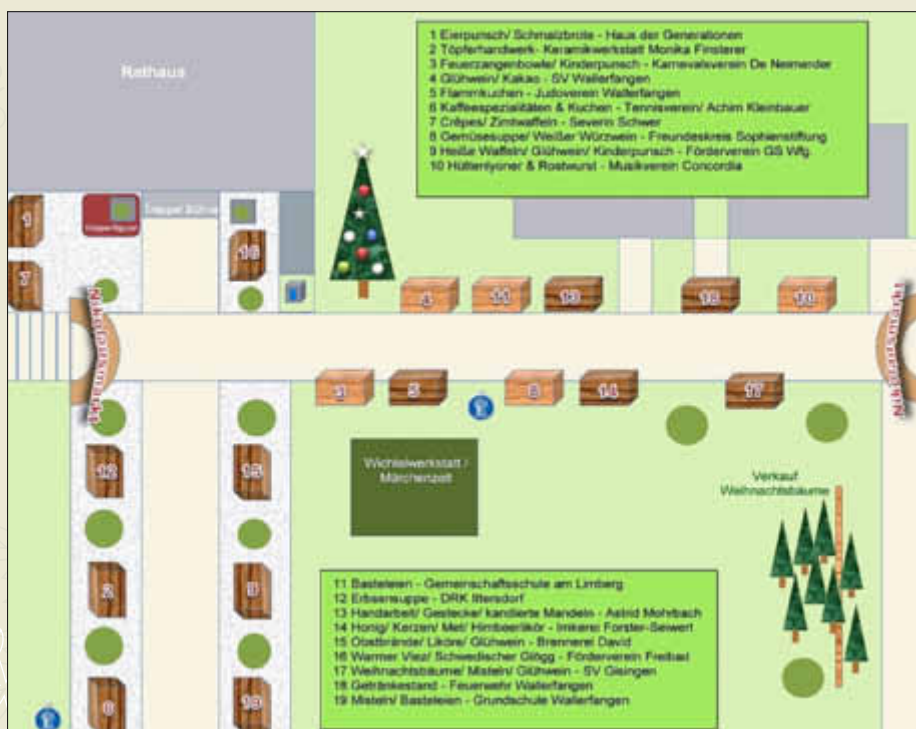 Rathaus
1 Eierpunsch/ Schmalzbrote - Haus der Generationen
2 Töpferhandwerk- Keramikwerkstatt Monika Finsterer
3 Feuerzangenbowle/ Kinderpunsch - Karnevalsverein De Neimerder
4 Glühwein/ Kakao - SV Wallerfangen
5 Flammkuchen - Judoverein Wallerfangen
6 Kaffeespezialitäten & Kuchen - Tennisverein/ Achim Kleinbauer
7 Crêpes/ Zimtwaffeln - Severin Schwer
8 Gemüsesuppe/ Weißer Würzwein - Freundeskreis Sophienstiftung
9 Heiße Waffeln/ Glühwein/ Kinderpunsch - Förderverein GS Wfg.
10 Hüttenlyoner & Rostwurst - Musikverein Concordia
1
16
7
4
11
13
18
10
Nikolausmarkt
Nikolausmarkt
3
5
8
14
17
12
15
Wichtelwerkstatt /
Märchenzelt
Verkauf
Weihnachtsbäume
2
9
6
19
11 Basteleien - Gemeinschaftsschule am Limberg
12 Erbsensuppe - DRK Ittersdorf
13 Handarbeit/ Gestecke/ kandierte Mandeln - Astrid Mohrbach
14 Honig/ Kerzen/ Met/ Himbeerlikör - Imkerei Forster-Seiwert
15 Obstbrände/ Liköre/ Glühwein - Brennerei David
16 Warmer Viez/ Schwedischer Glögg - Förderverein Freibad
17 Weihnachtsbäume/ Misteln/ Glühwein - SV Gisingen
18 Getränkestand - Feuerwehr Wallerfangen
19 Misteln/ Basteleien - Grundschule Wallerfangen